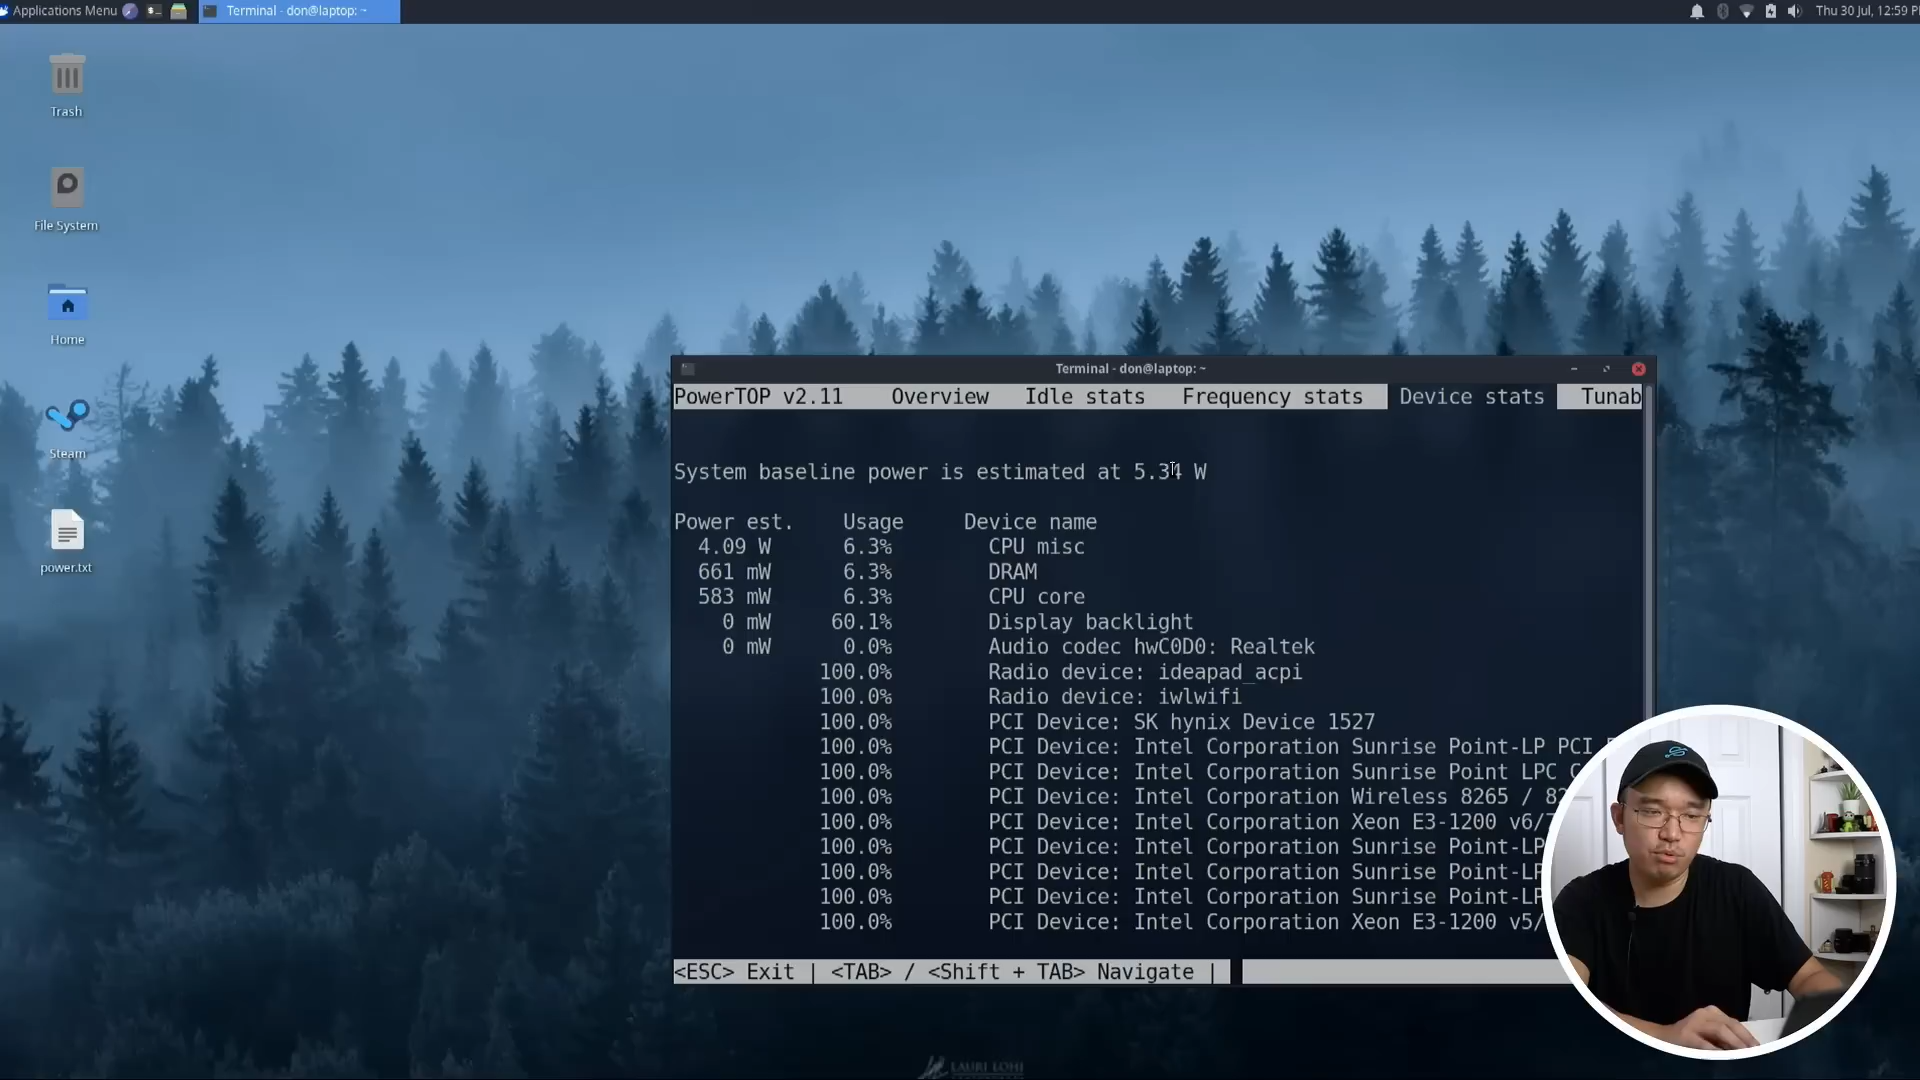 Applications Menu
Terminal - don@laptop: ~
Thu 30 Jul, 12:59
Trash
File System
Home
Steam
power.txt
Terminal - don@laptop: ~
PowerTOP v2.11 Overview Idle stats Frequency stats Device stats Tunab
System baseline power is estimated at 5.34 W
Power est. Usage Device name
4.09 W 6.3% CPU misc
661 mW 6.3% DRAM
583 mW 6.3% CPU core
0 mW 60.1% Display backlight
0 mW 0.0% Audio codec hwC0D0: Realtek
100.0% Radio device: ideapad_acpi
100.0% Radio device: iwlwifi
100.0% PCI Device: SK hynix Device 1527
100.0% PCI Device: Intel Corporation Sunrise Point-LP PCI
100.0% PCI Device: Intel Corporation Sunrise Point LPC C
100.0% PCI Device: Intel Corporation Wireless 8265 / 82
100.0% PCI Device: Intel Corporation Xeon E3-1200 v6/7
100.0% PCI Device: Intel Corporation Sunrise Point-LP
100.0% PCI Device: Intel Corporation Sunrise Point-LP
100.0% PCI Device: Intel Corporation Sunrise Point-LP
100.0% PCI Device: Intel Corporation Xeon E3-1200 v5/
<ESC> Exit | <TAB> / <Shift + TAB> Navigate |
LAURI LOHI